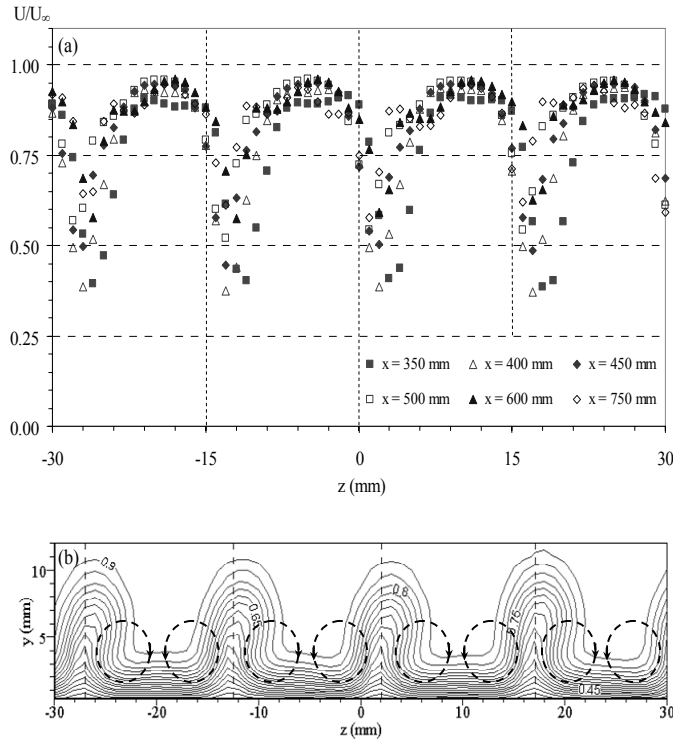 U/U∞
(a)
1.00
0.75
0.50
0.25
0.00
x = 350 mm x = 400 mm x = 450 mm
x = 500 mm x = 600 mm x = 750 mm
-30 -15 0 15 30
z (mm)
(b)
10
5
0
y (mm)
0.9 0.65 0.8 0.75 0.45
-30 -20 -10 0 10 20 30
z (mm)